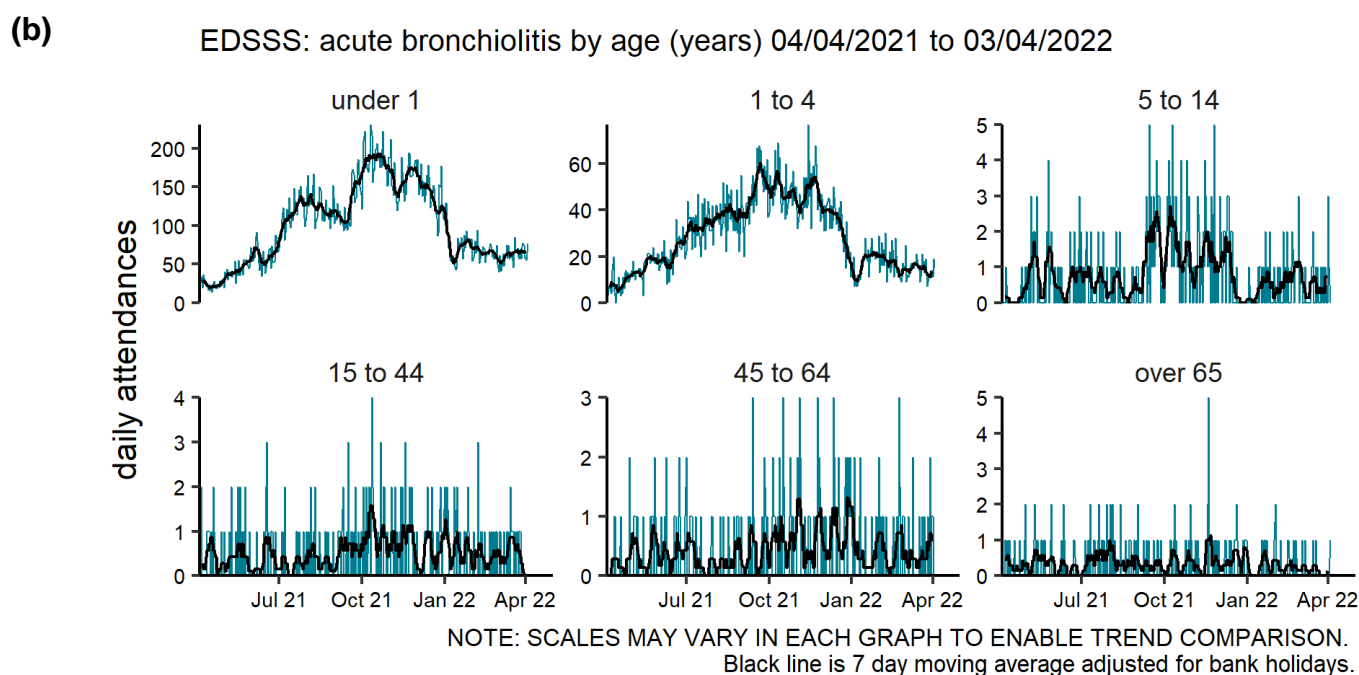 (b)
EDSSS: acute bronchiolitis by age (years) 04/04/2021 to 03/04/2022
daily attendances
under 1
200
150
100
50
0
1 to 4
60
40
20
0
5 to 14
5
4
3
2
1
0
15 to 44
4
3
2
1
0
Jul 21 Oct 21 Jan 22 Apr 22
45 to 64
3
2
1
0
Jul 21 Oct 21 Jan 22 Apr 22
over 65
5
4
3
2
1
0
Jul 21 Oct 21 Jan 22 Apr 22
NOTE: SCALES MAY VARY IN EACH GRAPH TO ENABLE TREND COMPARISON.
Black line is 7 day moving average adjusted for bank holidays.